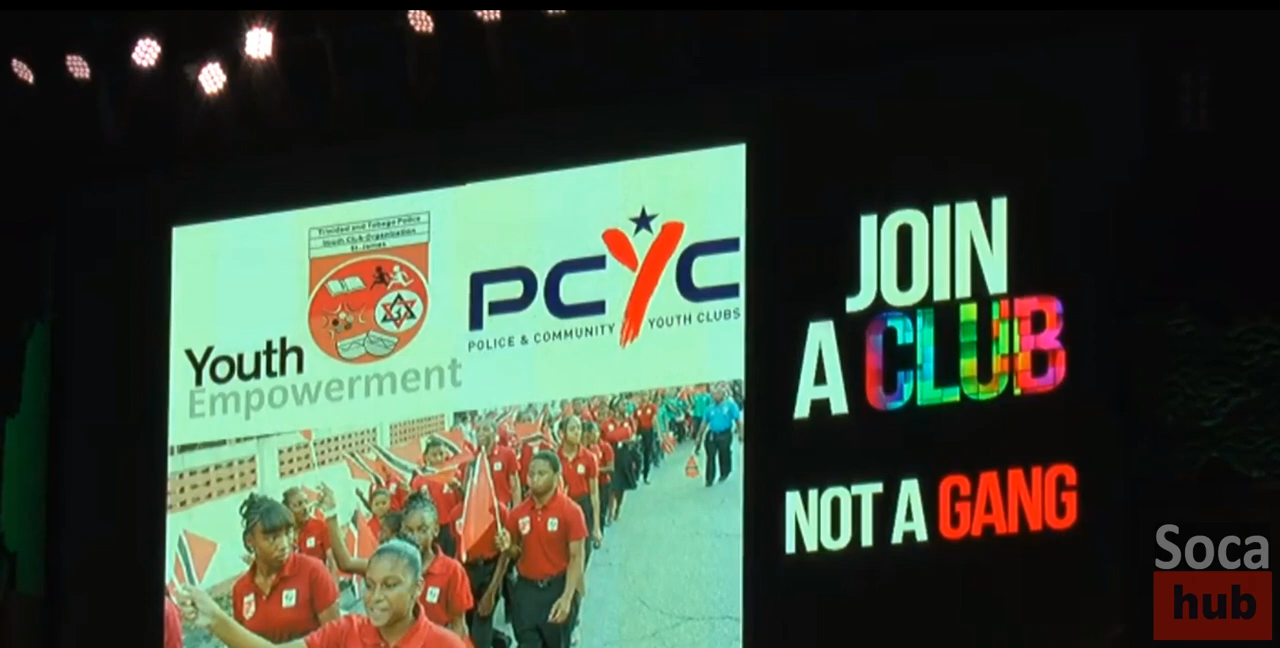 Trinidad and Tobago Police
Youth Club Organisation
St. James
Youth
Empowerment
PCYC
POLICE & COMMUNITY YOUTH CLUBS
JOIN
A CLUB
NOT A GANG
Soca
hub